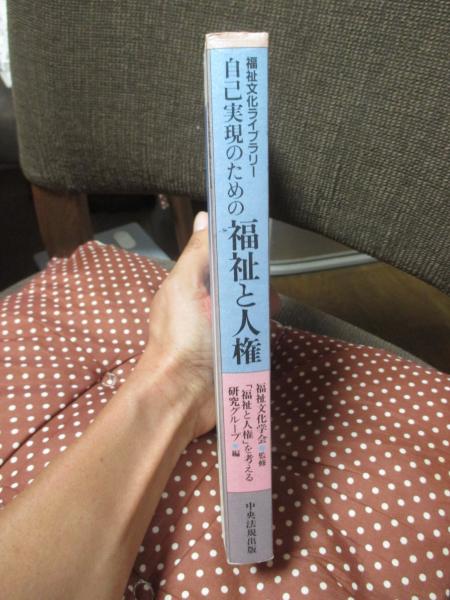 福祉文化ライブラリー
自己実現のための福祉と人権
福祉文化学会●監修
「福祉と人権」を考える
研究グループ●編
中央法規出版